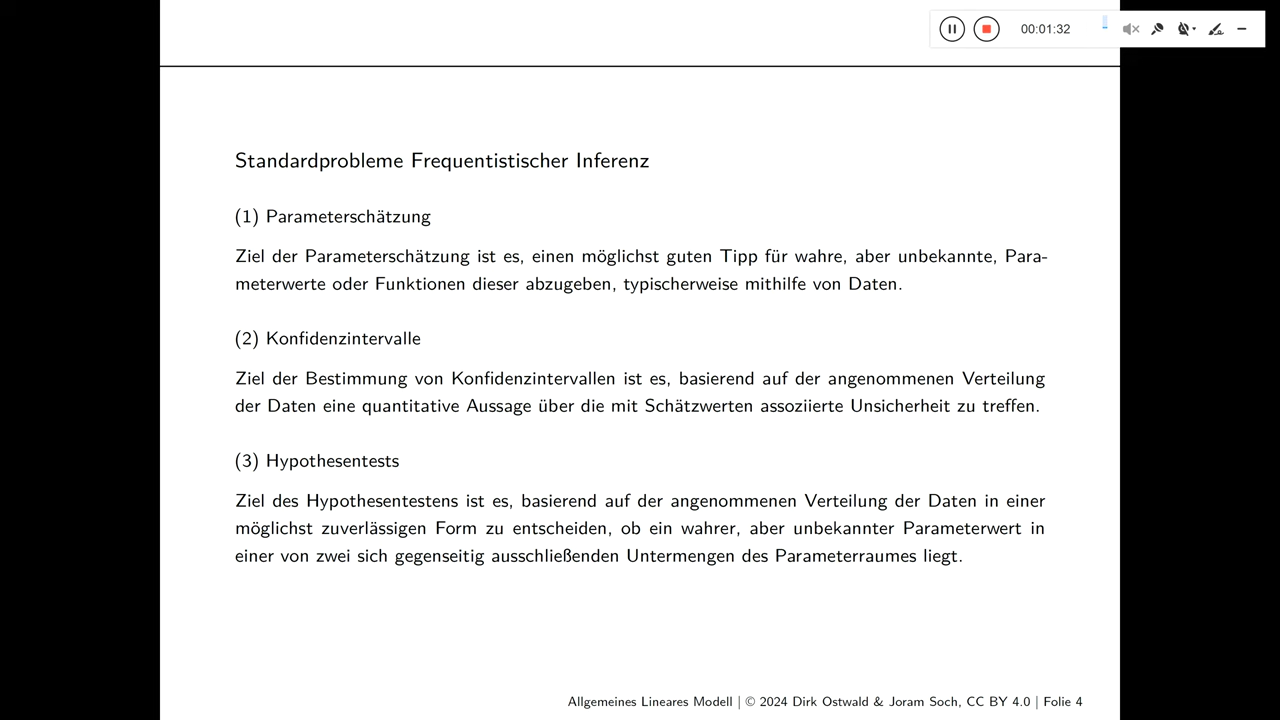 00:01:32
Standardprobleme Frequentistischer Inferenz
(1) Parameterschätzung
Ziel der Parameterschätzung ist es, einen möglichst guten Tipp für wahre, aber unbekannte, Para-
meterwerte oder Funktionen dieser abzugeben, typischerweise mithilfe von Daten.
(2) Konfidenzintervalle
Ziel der Bestimmung von Konfidenzintervallen ist es, basierend auf der angenommenen Verteilung
der Daten eine quantitative Aussage über die mit Schätzwerten assoziierte Unsicherheit zu treffen.
(3) Hypothesentests
Ziel des Hypothesentestens ist es, basierend auf der angenommenen Verteilung der Daten in einer
möglichst zuverlässigen Form zu entscheiden, ob ein wahrer, aber unbekannter Parameterwert in
einer von zwei sich gegenseitig ausschließenden Untermengen des Parameterraumes liegt.
Allgemeines Lineares Modell | © 2024 Dirk Ostwald & Joram Soch, CC BY 4.0 | Folie 4